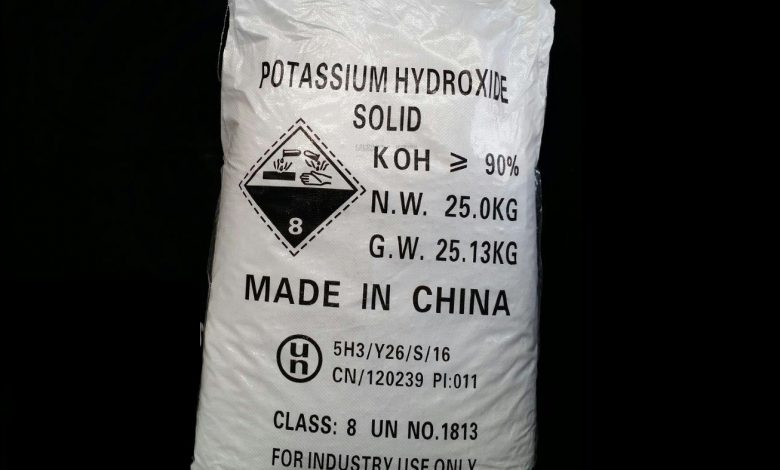 POTASSIUM HYDROXIDE
SOLID
KOH ≥ 90%
N.W. 25.0KG
G.W. 25.13KG
8
MADE IN CHINA
un
5H3/Y26/S/16
CN/120239 PI:011
CLASS: 8 UN NO.1813
FOR INDUSTRY USE ONLY